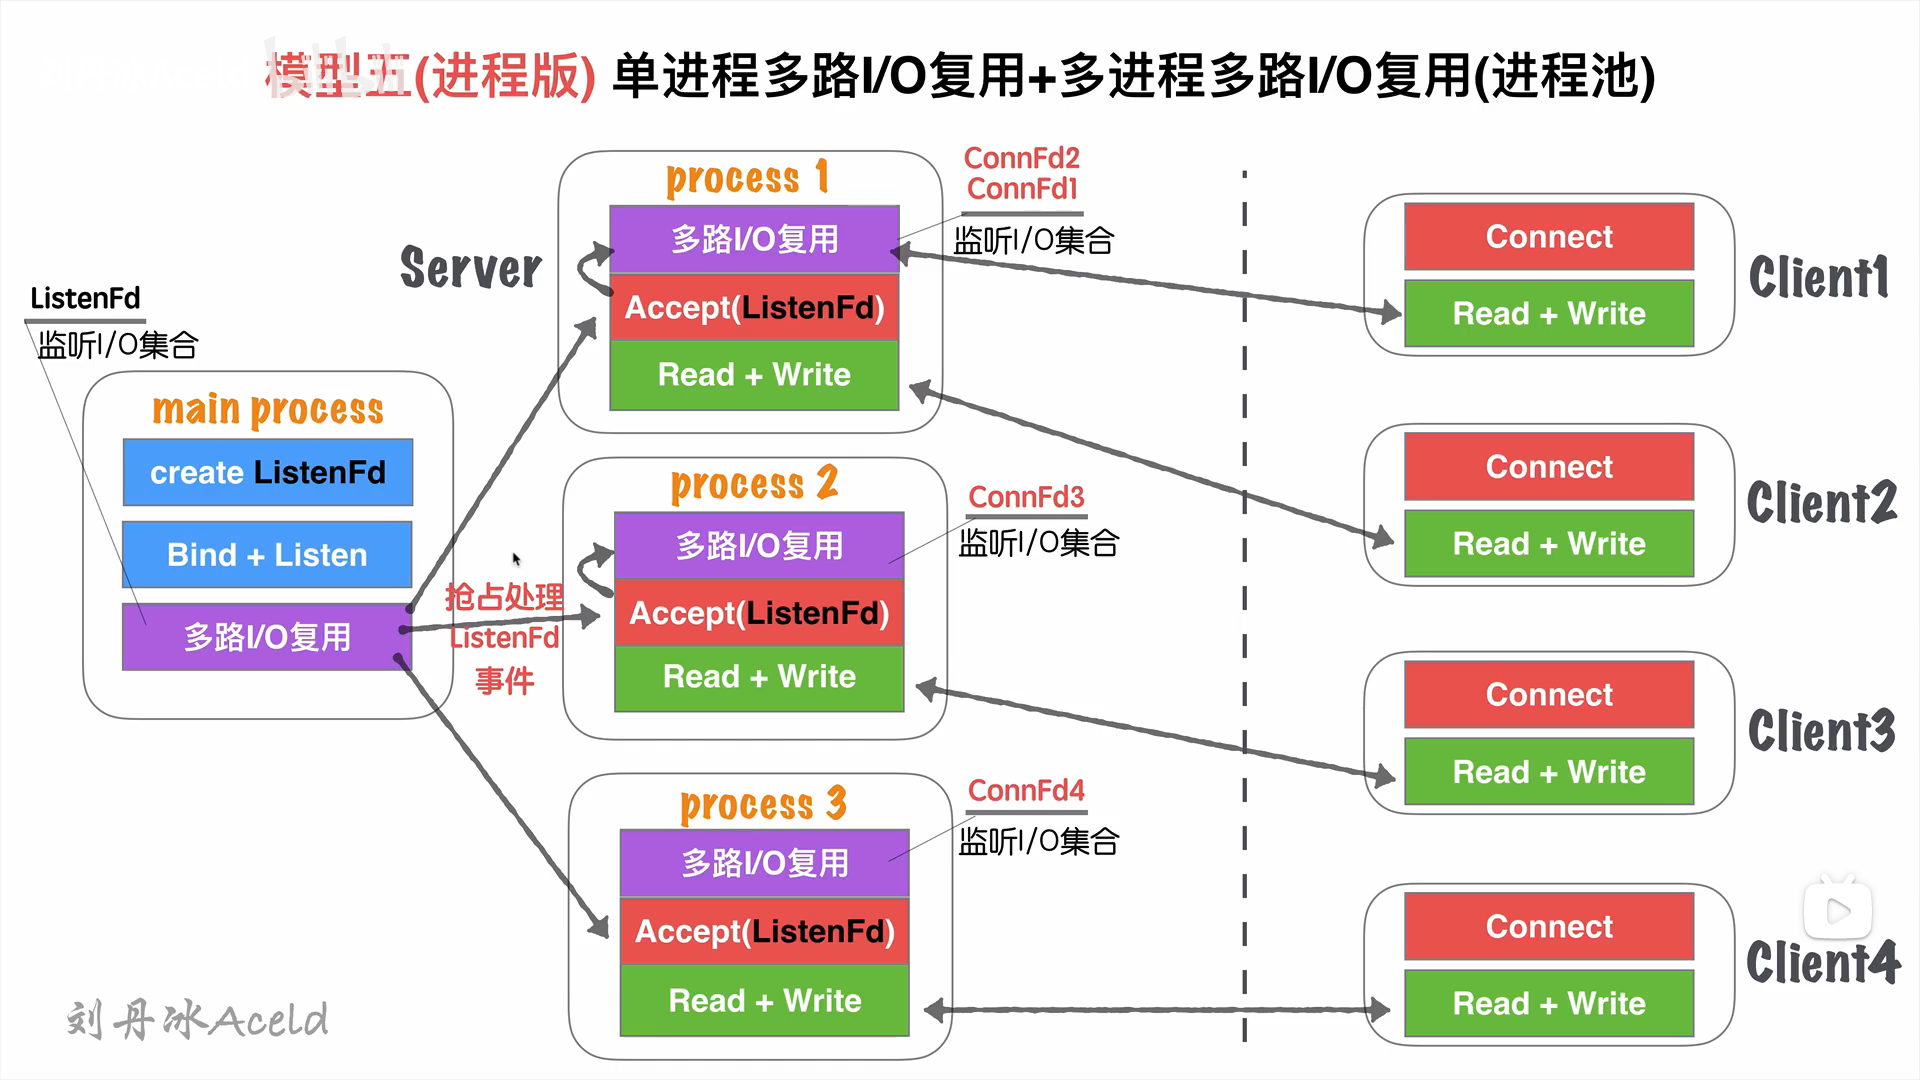 模型五(进程版) 单进程多路I/O复用+多进程多路I/O复用(进程池)
Server
ListenFd
监听I/O集合
main process
create ListenFd
Bind + Listen
多路I/O复用
抢占处理
ListenFd
事件
process 1
多路I/O复用
Accept(ListenFd)
Read + Write
ConnFd2
ConnFd1
监听I/O集合
process 2
多路I/O复用
Accept(ListenFd)
Read + Write
ConnFd3
监听I/O集合
process 3
多路I/O复用
Accept(ListenFd)
Read + Write
ConnFd4
监听I/O集合
Connect
Read + Write
Client1
Connect
Read + Write
Client2
Connect
Read + Write
Client3
Connect
Read + Write
Client4
刘丹冰Aceld